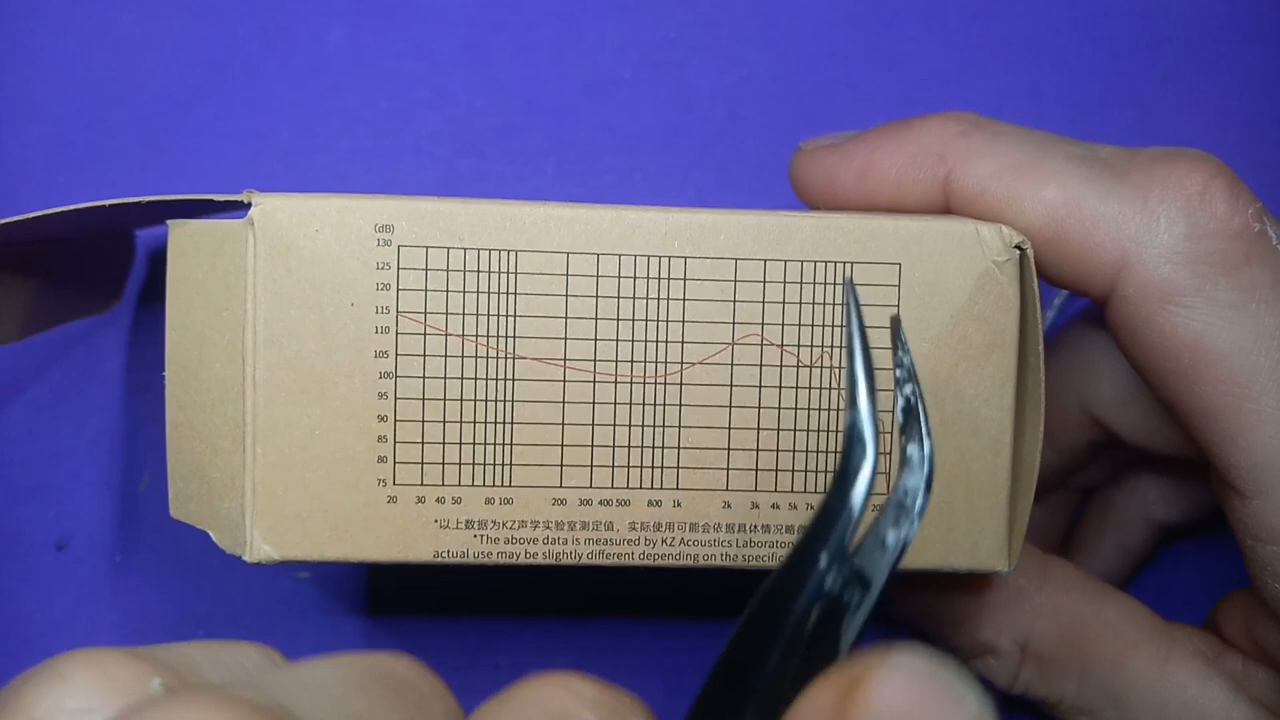 (dB)
130
125
120
115
110
105
100
95
90
85
80
75
20 30 40 50 80 100 200 300 400 500 800 1k 2k 3k 4k 5k 7k
*以上数据为KZ声学实验室测定值，实际使用可能会依据具体情况略
*The above data is measured by KZ Acoustics Laboratory
actual use may be slightly different depending on the specific